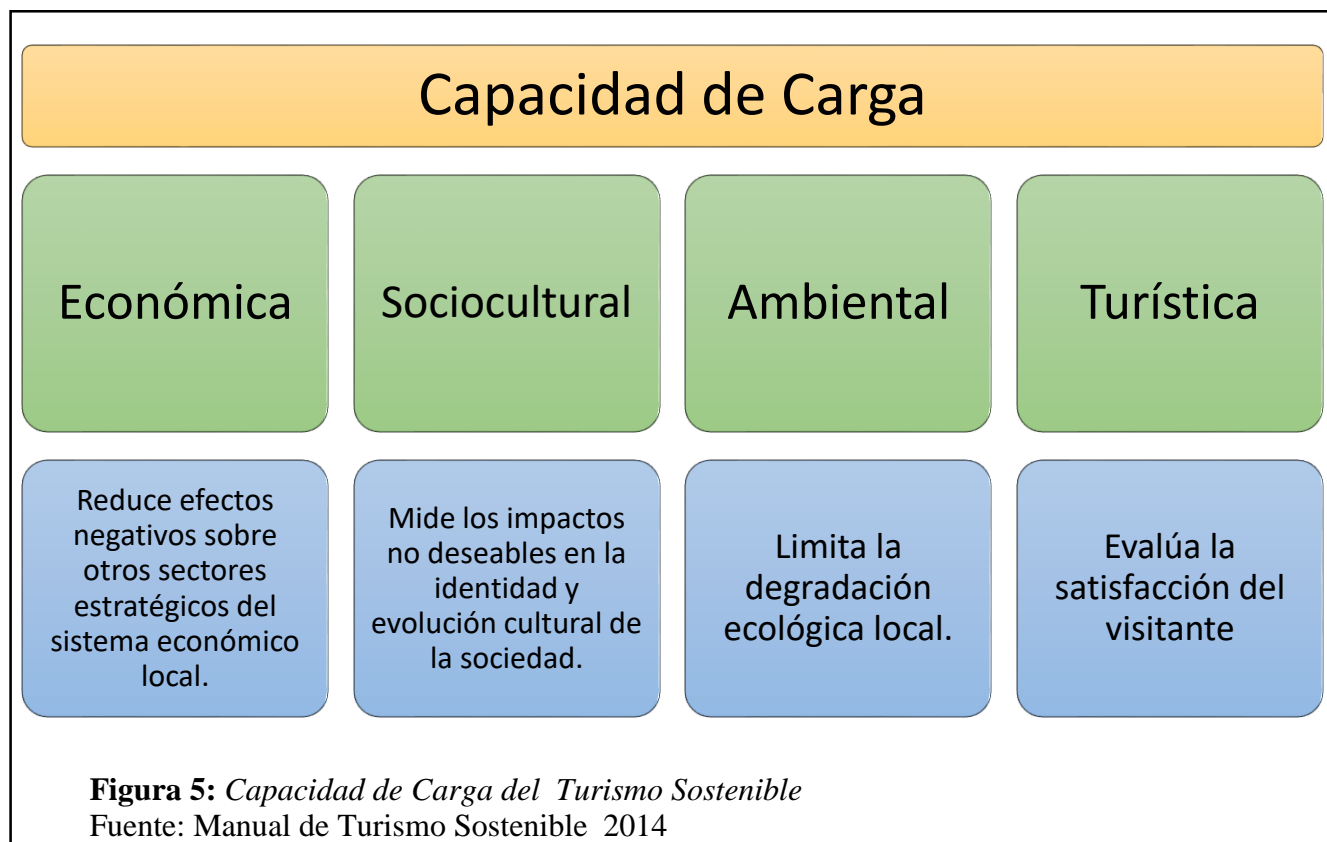 Capacidad de Carga
Económica
Sociocultural
Ambiental
Turística
Reduce efectos
negativos sobre
otros sectores
estratégicos del
sistema económico
local.
Mide los impactos
no deseables en la
identidad y
evolución cultural de
la sociedad.
Limita la
degradación
ecológica local.
Evalúa la
satisfacción del
visitante
Figura 5: Capacidad de Carga del  Turismo Sostenible
Fuente: Manual de Turismo Sostenible  2014